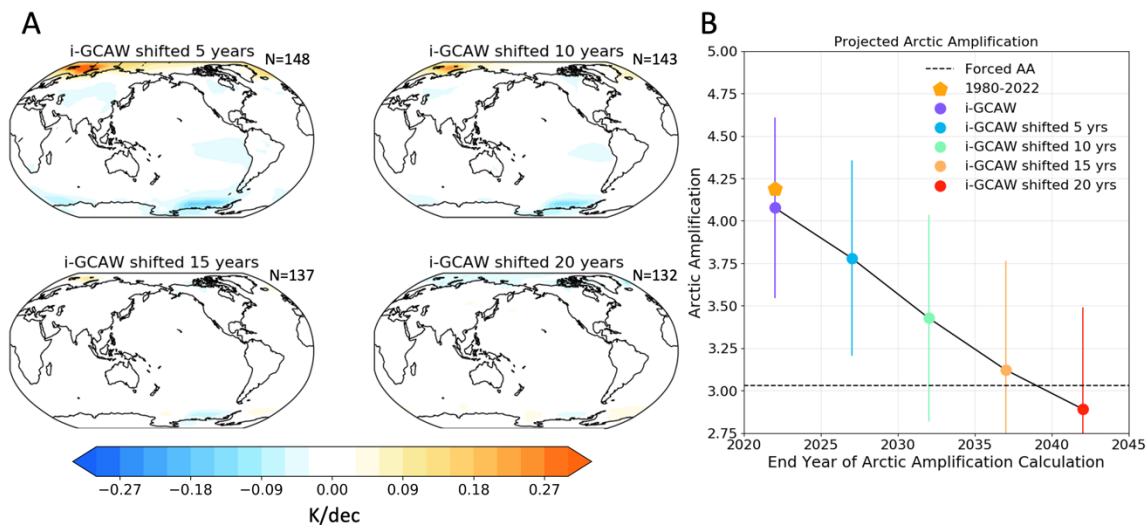 A
i-GCAW shifted 5 years
N=148
i-GCAW shifted 10 years
N=143
i-GCAW shifted 15 years
N=137
i-GCAW shifted 20 years
N=132
−0.27 −0.18 −0.09 0.00 0.09 0.18 0.27
K/dec
B
Projected Arctic Amplification
Forced AA
1980-2022
i-GCAW
i-GCAW shifted 5 yrs
i-GCAW shifted 10 yrs
i-GCAW shifted 15 yrs
i-GCAW shifted 20 yrs
Arctic Amplification
5.00
4.75
4.50
4.25
4.00
3.75
3.50
3.25
3.00
2.75
2020 2025 2030 2035 2040 2045
End Year of Arctic Amplification Calculation